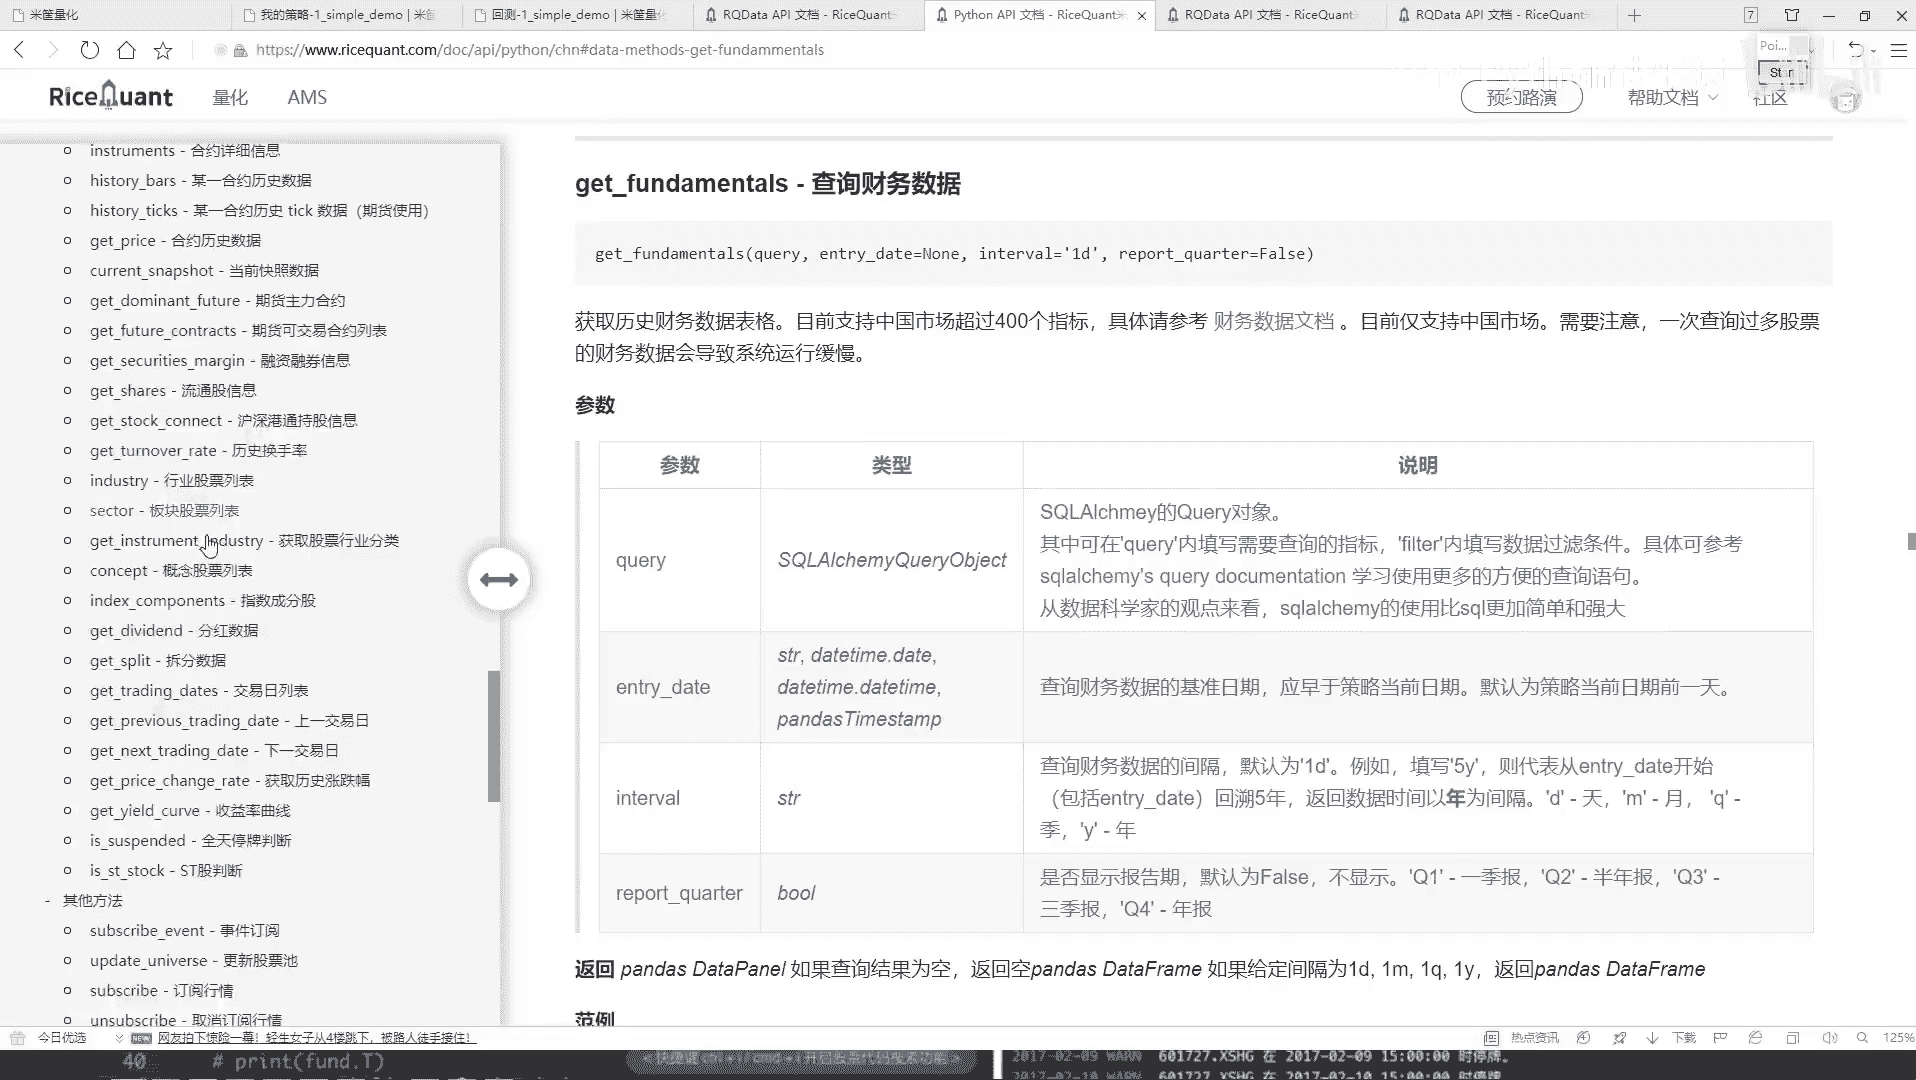 米筐量化
我的策略-1_simple_demo | 米筐
回测-1_simple_demo | 米筐量化
RQData API 文档 - RiceQuant
Python API 文档 - RiceQuant米
RQData API 文档 - RiceQuant
RQData API 文档 - RiceQuant
7
https://www.ricequant.com/doc/api/python/chn#data-methods-get-fundammentals
Poi...
RiceQuant
量化
AMS
预约路演
帮助文档
社区
instruments - 合约详细信息
history_bars - 某一合约历史数据
history_ticks - 某一合约历史 tick 数据（期货使用）
get_price - 合约历史数据
current_snapshot - 当前快照数据
get_dominant_future - 期货主力合约
get_future_contracts - 期货可交易合约列表
get_securities_margin - 融资融券信息
get_shares - 流通股信息
get_stock_connect - 沪深港通持股信息
get_turnover_rate - 历史换手率
industry - 行业股票列表
sector - 板块股票列表
get_instrument_industry - 获取股票行业分类
concept - 概念股票列表
index_components - 指数成分股
get_dividend - 分红数据
get_split - 拆分数据
get_trading_dates - 交易日列表
get_previous_trading_date - 上一交易日
get_next_trading_date - 下一交易日
get_price_change_rate - 获取历史涨跌幅
get_yield_curve - 收益率曲线
is_suspended - 全天停牌判断
is_st_stock - ST股判断
- 其他方法
subscribe_event - 事件订阅
update_universe - 更新股票池
subscribe - 订阅行情
unsubscribe - 取消订阅行情
get_fundamentals - 查询财务数据
get_fundamentals(query, entry_date=None, interval='1d', report_quarter=False)
获取历史财务数据表格。目前支持中国市场超过400个指标，具体请参考 财务数据文档 。目前仅支持中国市场。需要注意，一次查询过多股票
的财务数据会导致系统运行缓慢。
参数
参数 类型 说明
query SQLAlchemyQueryObject
SQLAlchmey的Query对象。
其中可在'query'内填写需要查询的指标，'filter'内填写数据过滤条件。具体可参考
sqlalchemy's query documentation 学习使用更多的方便的查询语句。
从数据科学家的观点来看，sqlalchemy的使用比sql更加简单和强大
entry_date
str, datetime.date,
datetime.datetime,
pandasTimestamp
查询财务数据的基准日期，应早于策略当前日期。默认为策略当前日期前一天。
interval str
查询财务数据的间隔，默认为'1d'。例如，填写'5y'，则代表从entry_date开始
（包括entry_date）回溯5年，返回数据时间以年为间隔。'd' - 天，'m' - 月， 'q' -
季，'y' - 年
report_quarter bool
是否显示报告期，默认为False，不显示。'Q1' - 一季报，'Q2' - 半年报，'Q3' -
三季报，'Q4' - 年报
返回 pandas DataPanel 如果查询结果为空，返回空pandas DataFrame 如果给定间隔为1d, 1m, 1q, 1y，返回pandas DataFrame
范例
今日优选
NEW 网友拍下惊险一幕！轻生女子从4楼跳下，被路人徒手接住！
热点资讯
下载
125%
40 # print(fund.T)
2017-02-09 WARN 601727.XSHG 在 2017-02-09 15:00:00 时停牌。
2017-02-10 WARN 601727.XSHG 在 2017-02-10 15:00:00 时停牌。